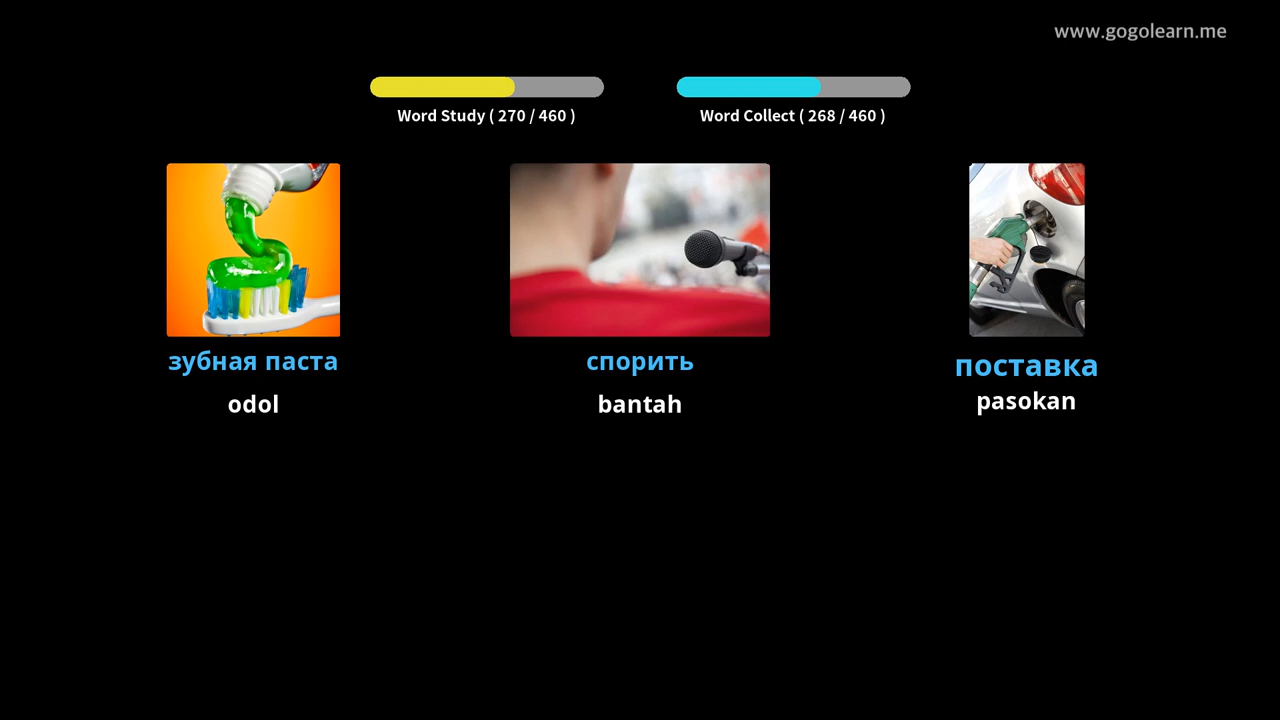 www.gogolearn.me
Word Study ( 270 / 460 )
Word Collect ( 268 / 460 )
зубная паста
odol
спорить
bantah
поставка
pasokan